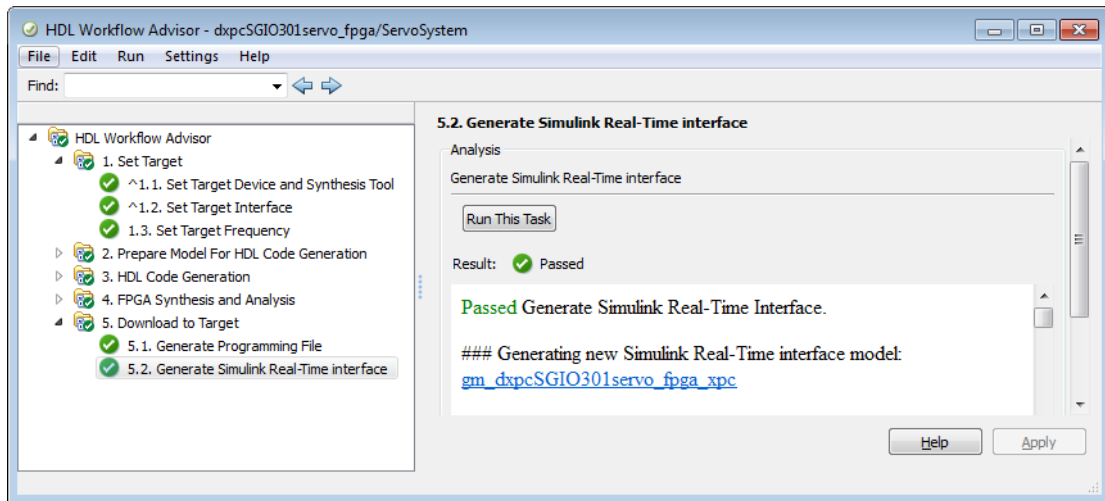 HDL Workflow Advisor - dxpcSGIO301servo_fpga/ServoSystem
File Edit Run Settings Help
Find:
HDL Workflow Advisor
1. Set Target
^1.1. Set Target Device and Synthesis Tool
^1.2. Set Target Interface
1.3. Set Target Frequency
2. Prepare Model For HDL Code Generation
3. HDL Code Generation
4. FPGA Synthesis and Analysis
5. Download to Target
5.1. Generate Programming File
5.2. Generate Simulink Real-Time interface
5.2. Generate Simulink Real-Time interface
Analysis
Generate Simulink Real-Time interface
Run This Task
Result: Passed
Passed Generate Simulink Real-Time Interface.
### Generating new Simulink Real-Time interface model:
gm_dxpcSGIO301servo_fpga_xpc
Help Apply